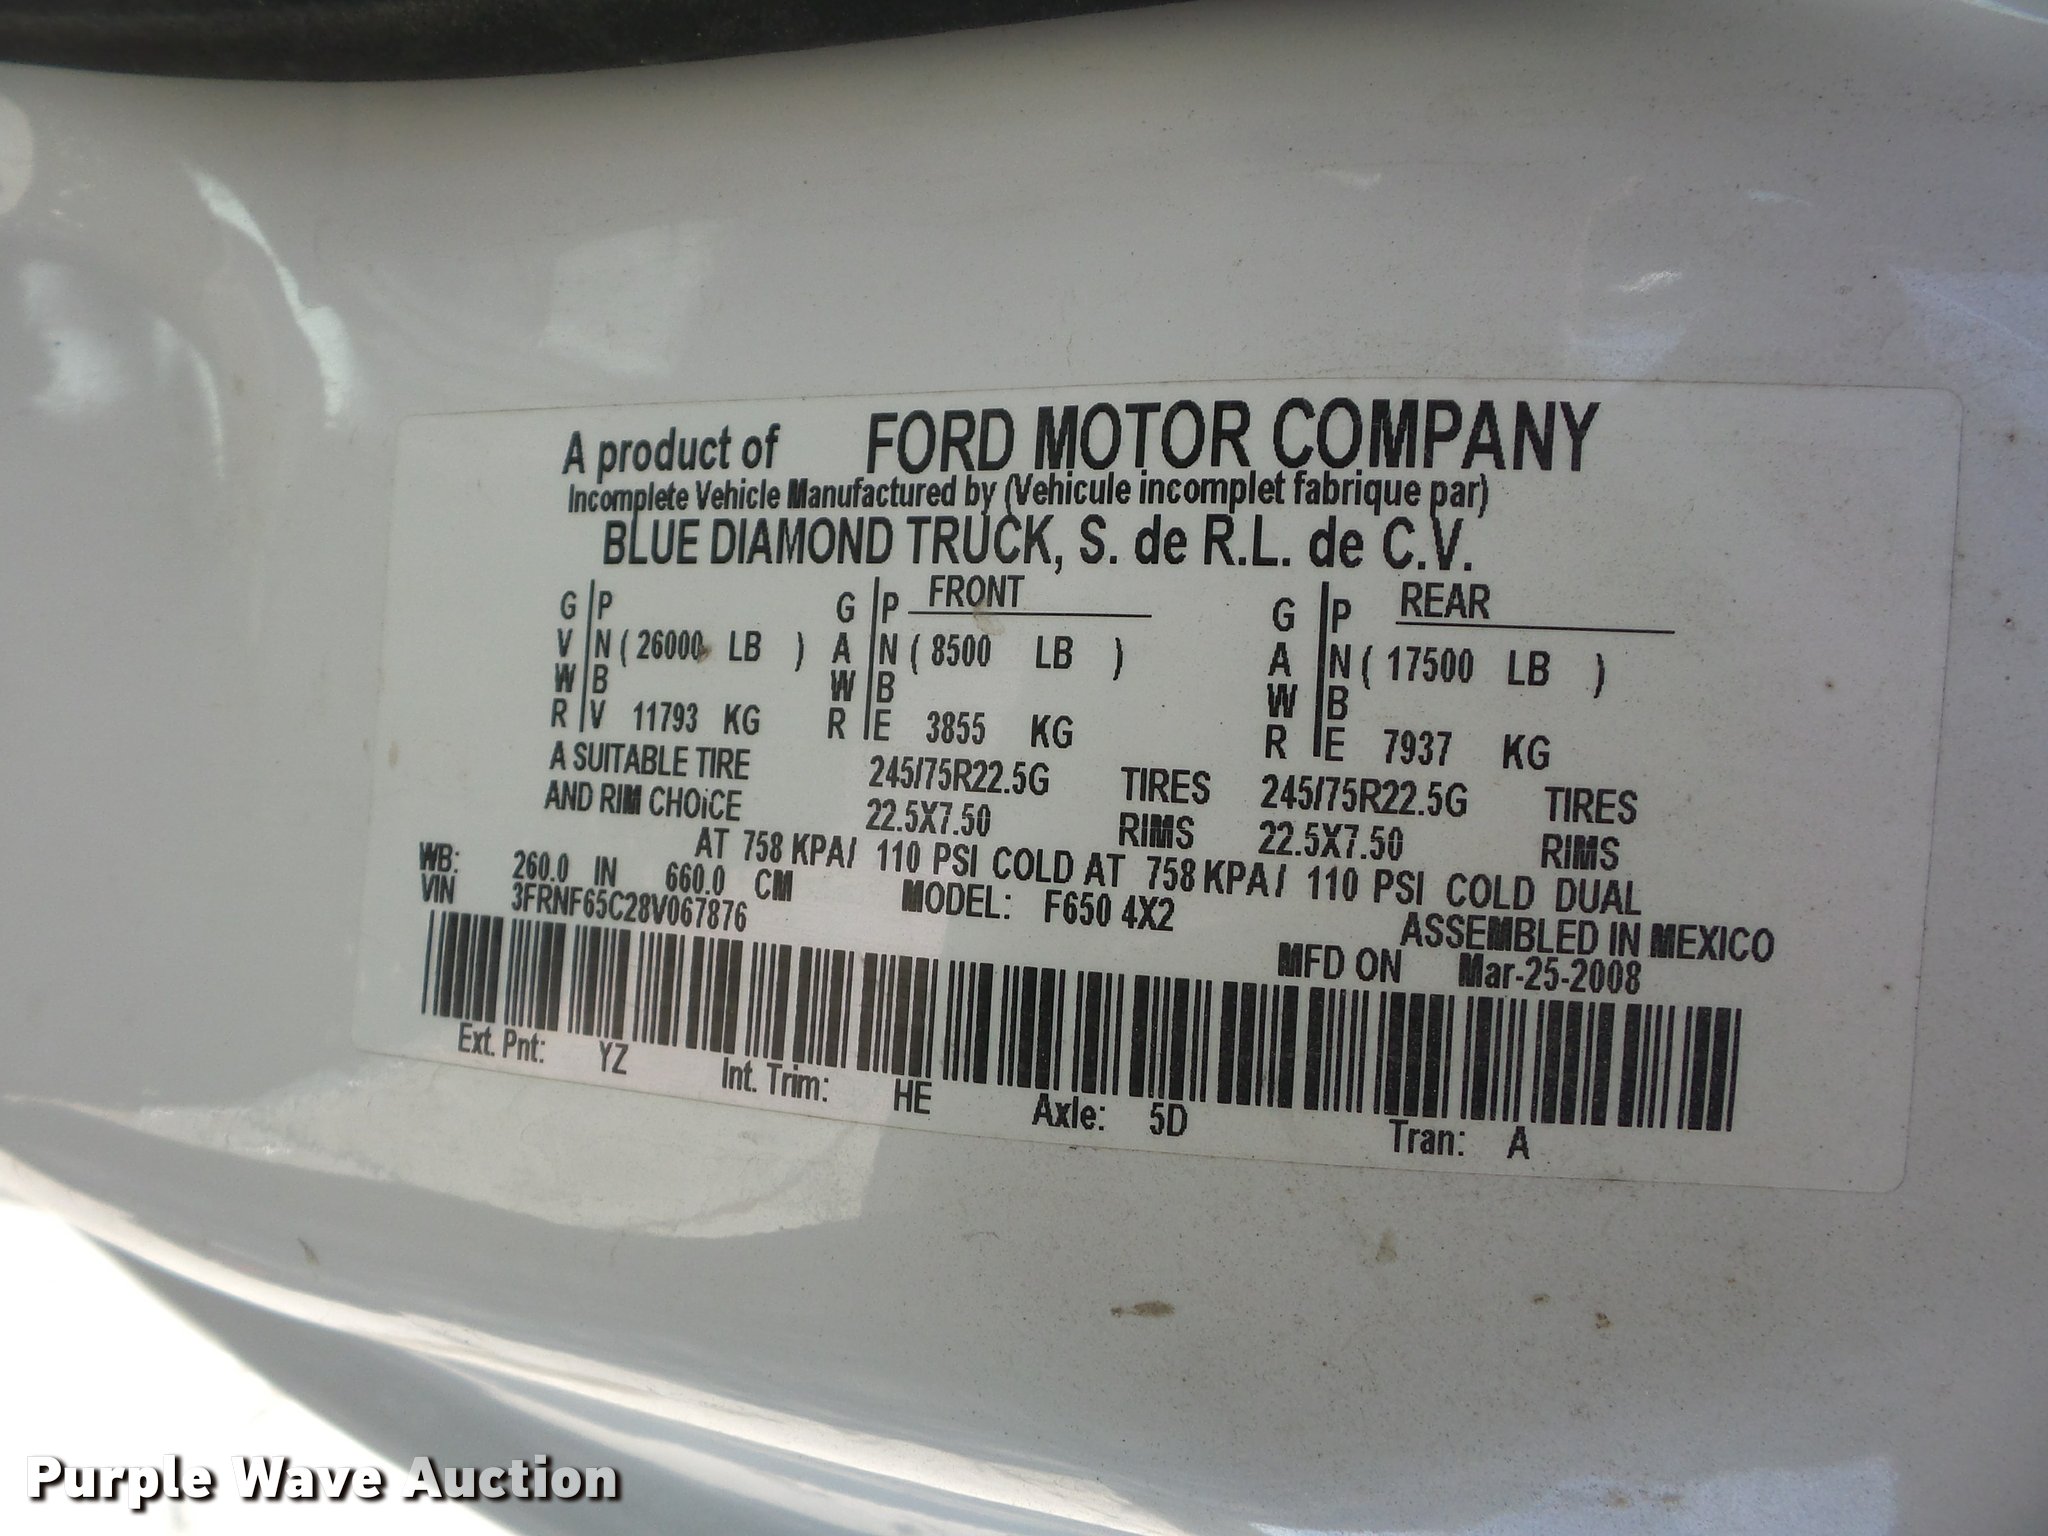 A product of FORD MOTOR COMPANY
Incomplete Vehicle Manufactured by (Vehicule incomplet fabrique par)
BLUE DIAMOND TRUCK, S. de R.L. de C.V.
G P G P FRONT G P REAR
V N ( 26000 LB ) A N ( 8500 LB ) A N ( 17500 LB )
W B W B W B
R V 11793 KG R E 3855 KG R E 7937 KG
A SUITABLE TIRE 245/75R22.5G TIRES 245/75R22.5G TIRES
AND RIM CHOiCE 22.5X7.50 RIMS 22.5X7.50 RIMS
AT 758 KPA/ 110 PSI COLD AT 758 KPA/ 110 PSI COLD DUAL
WB: 260.0 IN 660.0 CM MODEL: F650 4X2 ASSEMBLED IN MEXICO
VIN 3FRNF65C28V067876 MFD ON Mar-25-2008
Ext. Pnt: YZ Int. Trim: HE Axle: 5D Tran: A
Purple Wave Auction